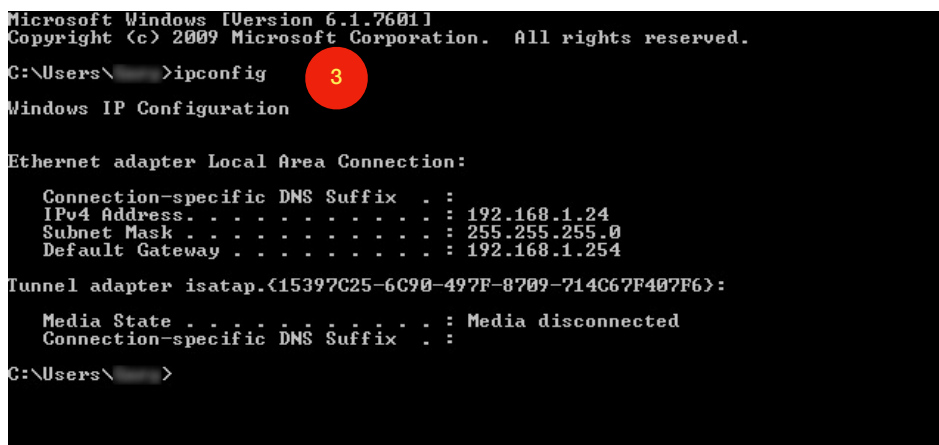 Microsoft Windows [Version 6.1.7601]
Copyright (c) 2009 Microsoft Corporation.  All rights reserved.
C:\Users\     >ipconfig
3
Windows IP Configuration
Ethernet adapter Local Area Connection:
   Connection-specific DNS Suffix  . :
   IPv4 Address. . . . . . . . . . . : 192.168.1.24
   Subnet Mask . . . . . . . . . . . : 255.255.255.0
   Default Gateway . . . . . . . . . : 192.168.1.254
Tunnel adapter isatap.{15397C25-6C90-497F-8709-714C67F407F6}:
   Media State . . . . . . . . . . . : Media disconnected
   Connection-specific DNS Suffix  . :
C:\Users\     >